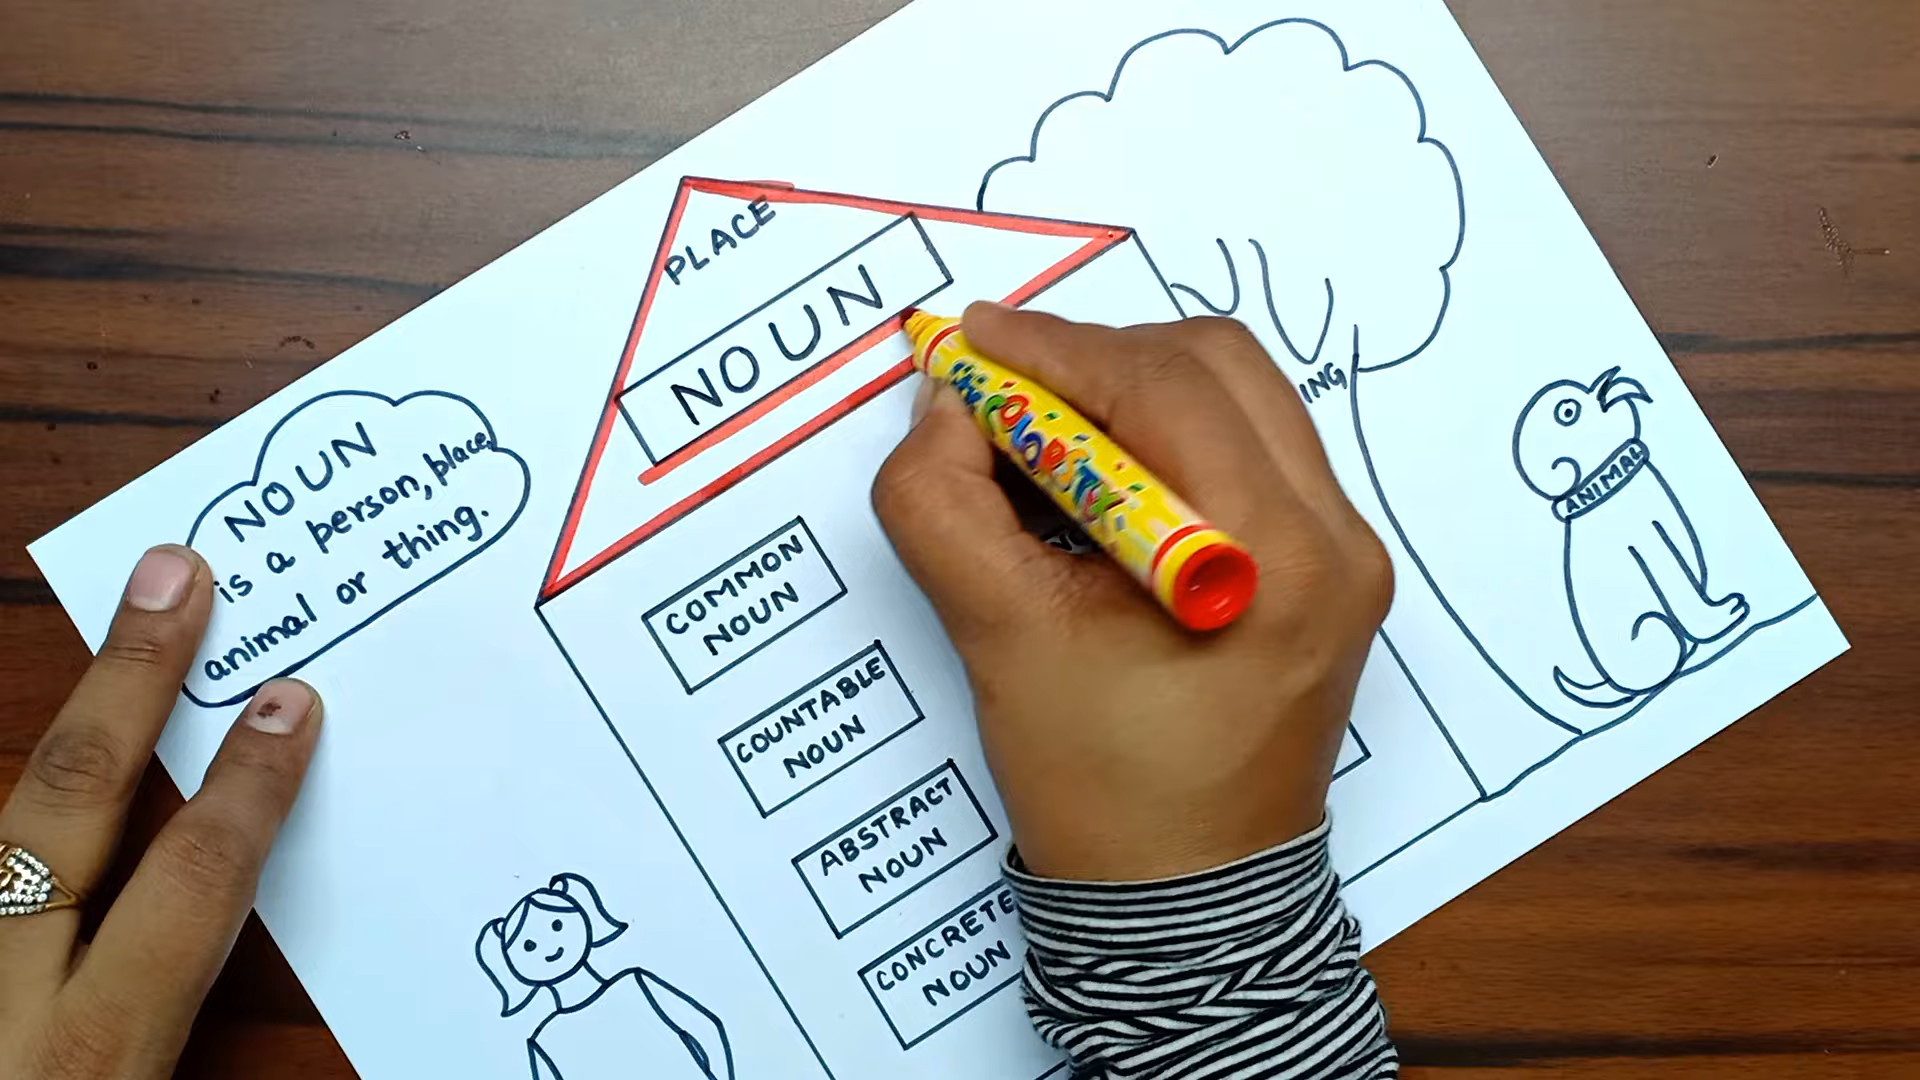 PLACE
NOUN
NOUN
is a person, place,
animal or thing.
ING
ANIMAL
COMMON
NOUN
COUNTABLE
NOUN
ABSTRACT
NOUN
CONCRETE
NOUN